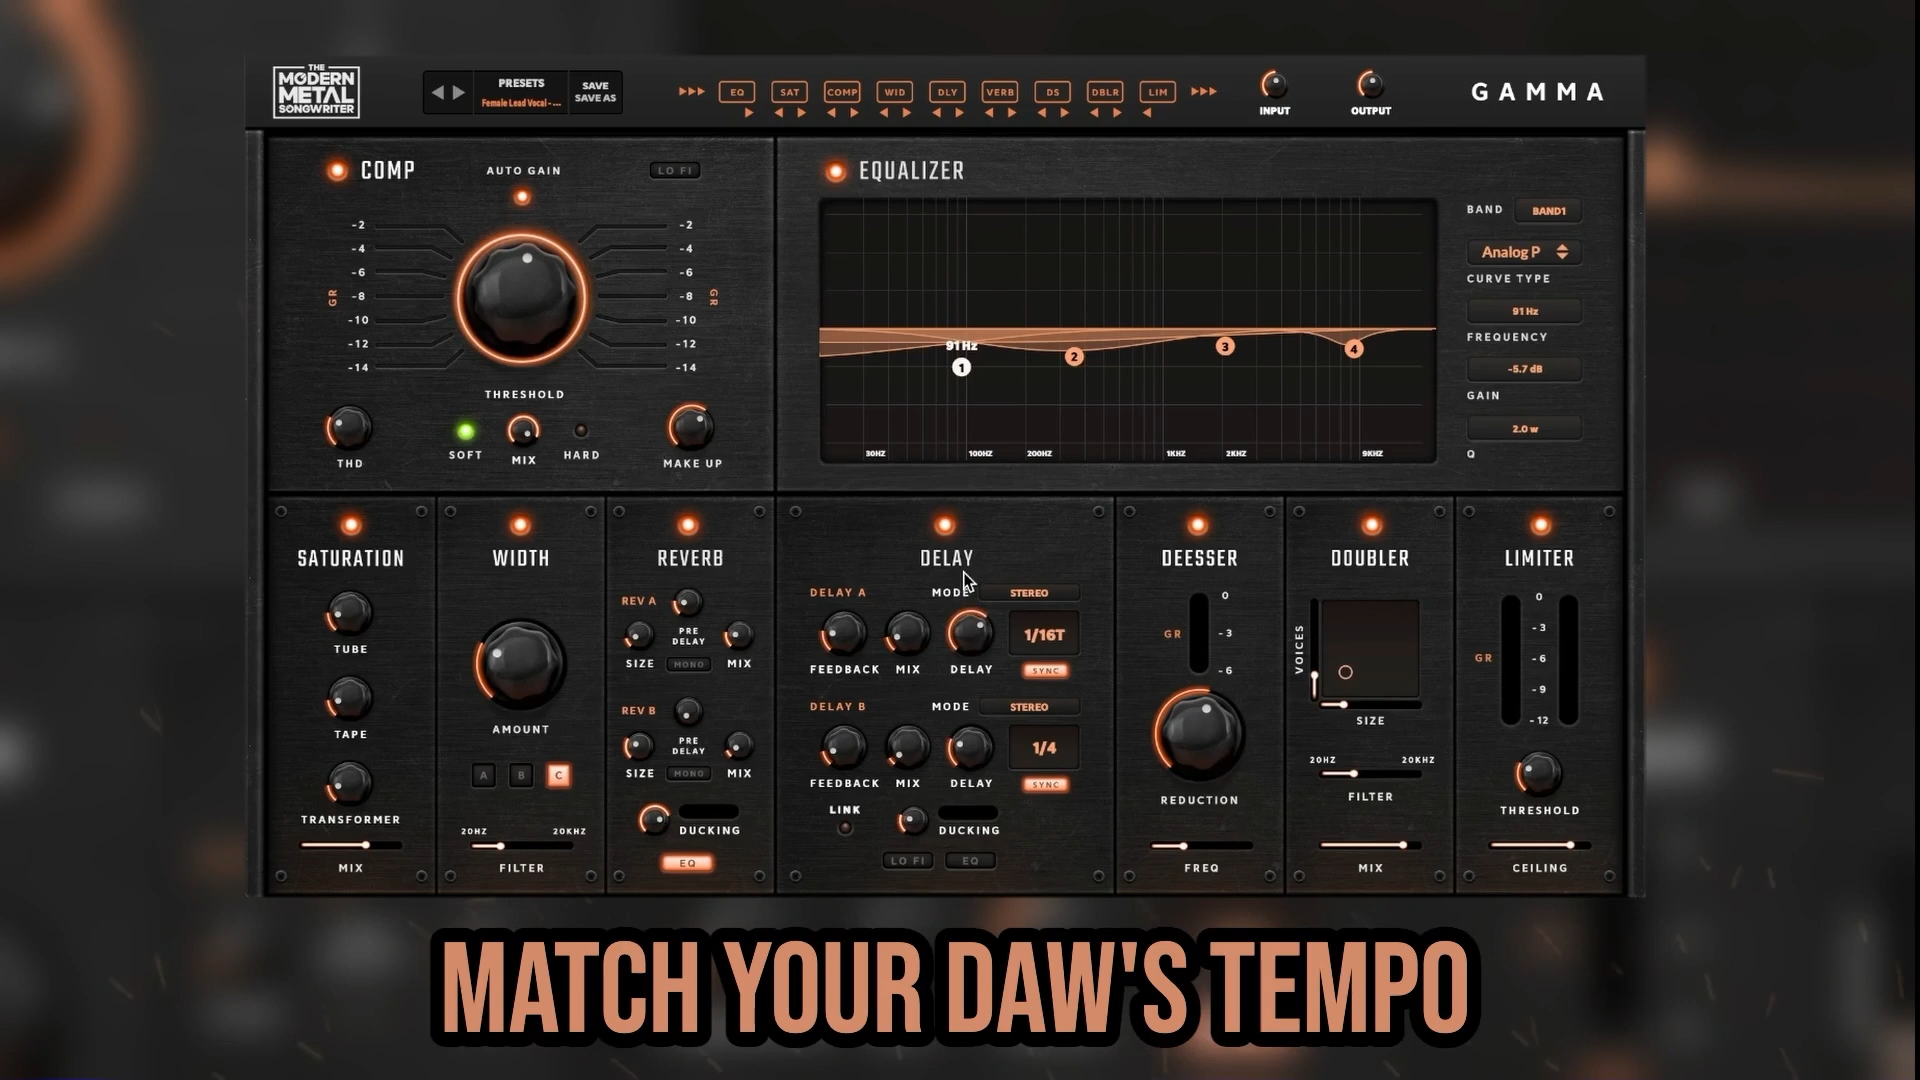 THE
MODERN
METAL
SONGWRITER
PRESETS
Female Lead Vocal - ...
SAVE
SAVE AS
EQ SAT COMP WID DLY VERB DS DBLR LIM
INPUT
OUTPUT
GAMMA
COMP
AUTO GAIN
LO FI
-2 -2
-4 -4
-6 -6
GR -8 -8 GR
-10 -10
-12 -12
-14 -14
THRESHOLD
THD
SOFT
MIX
HARD
MAKE UP
EQUALIZER
91 Hz
1
2
3
4
30HZ 100HZ 200HZ 1KHZ 2KHZ 9KHZ
BAND BAND1
Analog P
CURVE TYPE
91 Hz
FREQUENCY
-5.7 dB
GAIN
2.0 w
Q
SATURATION
TUBE
TAPE
TRANSFORMER
MIX
WIDTH
AMOUNT
A B C
20HZ 20KHZ
FILTER
REVERB
REV A
PRE
DELAY
SIZE MONO MIX
REV B
PRE
DELAY
SIZE MONO MIX
DUCKING
EQ
DELAY
DELAY A MODE STEREO
1/16T
FEEDBACK MIX DELAY SYNC
DELAY B MODE STEREO
1/4
FEEDBACK MIX DELAY SYNC
LINK
DUCKING
LO FI EQ
DEESSER
0
GR -3
-6
REDUCTION
FREQ
DOUBLER
VOICES
SIZE
20HZ 20KHZ
FILTER
MIX
LIMITER
0
-3
GR -6
-9
-12
THRESHOLD
CEILING
MATCH YOUR DAW'S TEMPO